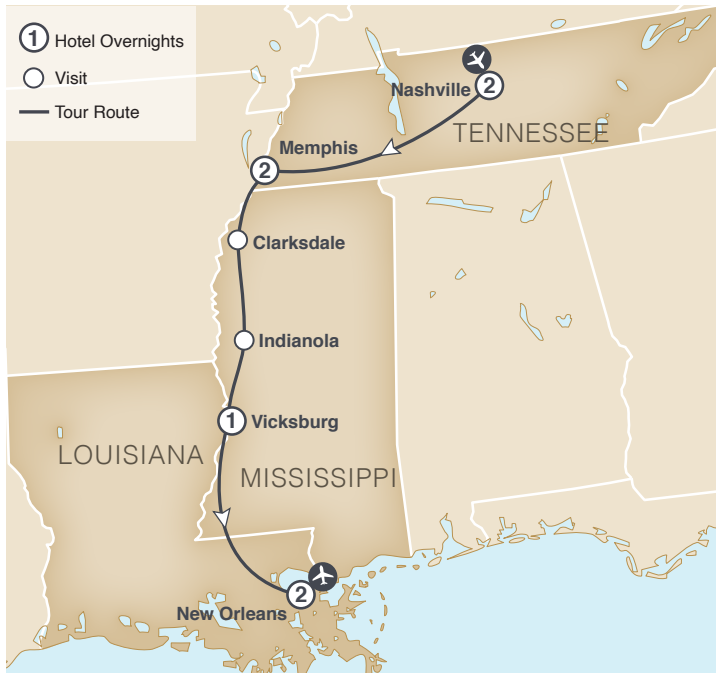 1 Hotel Overnights
Visit
Tour Route
Nashville 2
TENNESSEE
Memphis
2
Clarksdale
Indianola
1 Vicksburg
LOUISIANA
MISSISSIPPI
2
New Orleans